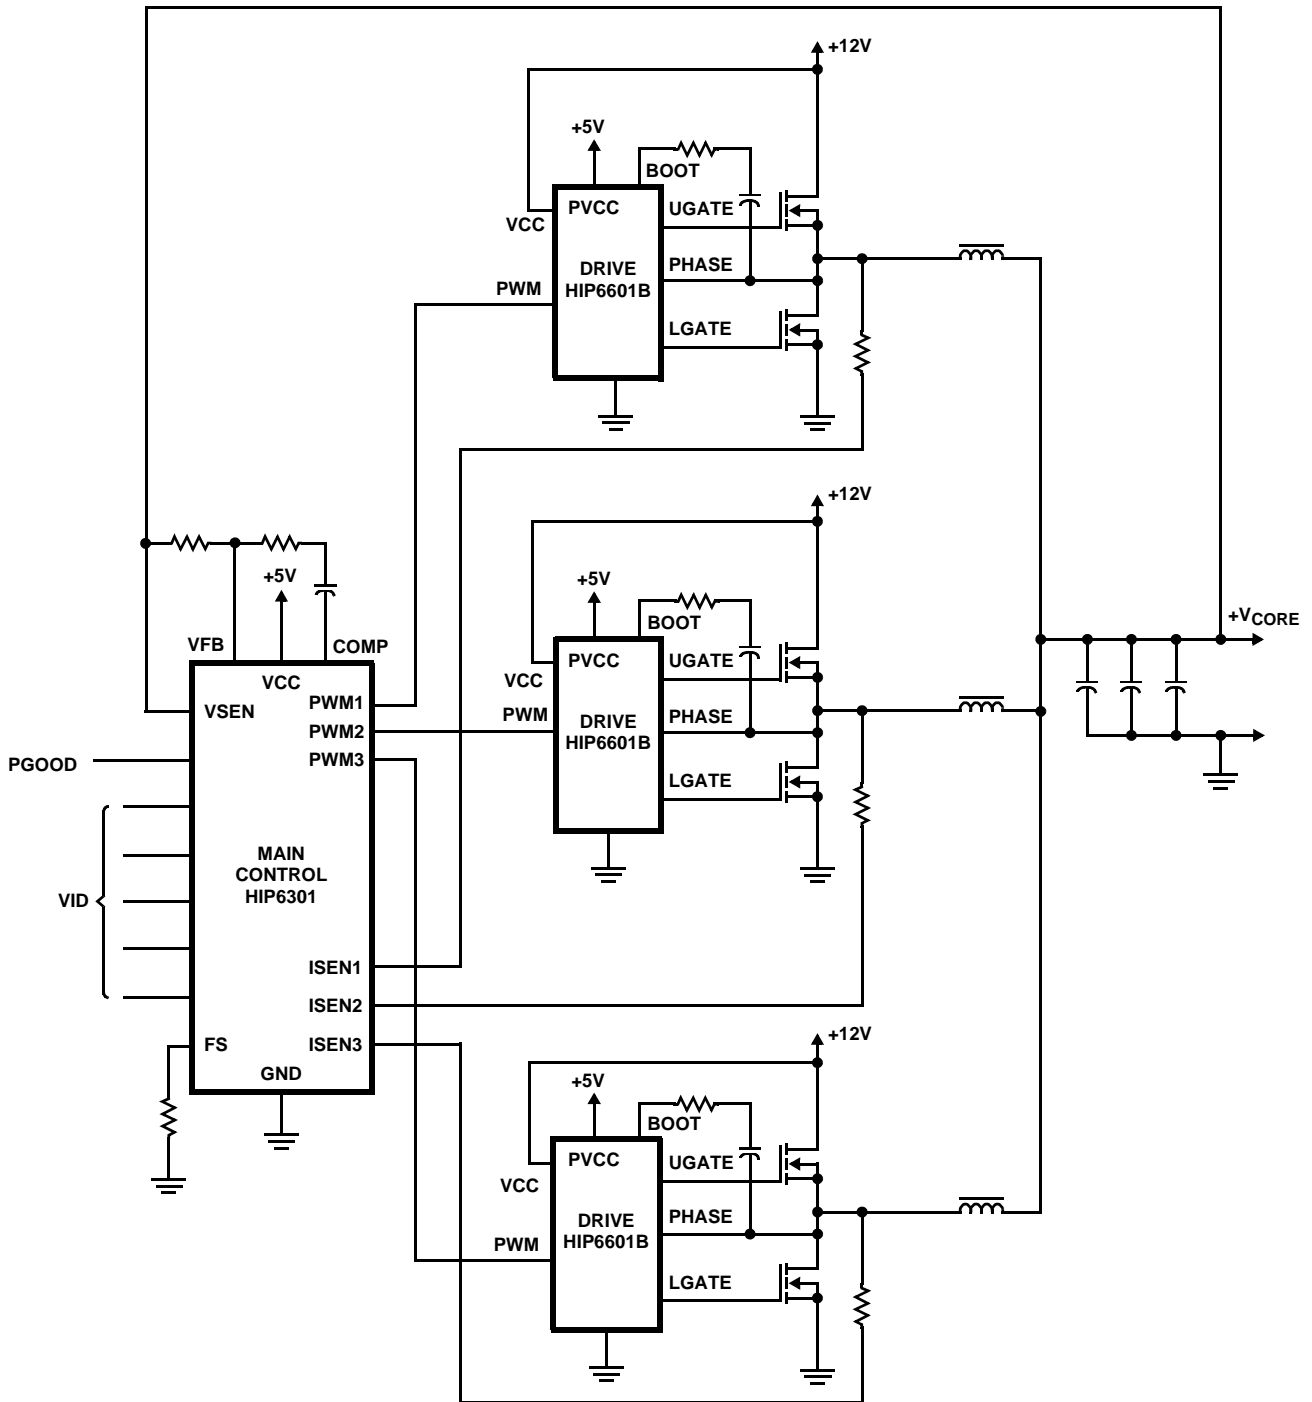 +12V
+5V
BOOT
PVCC
UGATE
VCC
DRIVE
HIP6601B
PHASE
PWM
LGATE
+12V
+5V
BOOT
PVCC
UGATE
VCC
DRIVE
HIP6601B
PHASE
PWM
LGATE
+VCORE
+5V
VFB
COMP
VCC
VSEN
PWM1
PWM2
PWM3
PGOOD
MAIN
CONTROL
HIP6301
VID
ISEN1
ISEN2
ISEN3
FS
GND
+12V
+5V
BOOT
PVCC
UGATE
VCC
DRIVE
HIP6601B
PHASE
PWM
LGATE